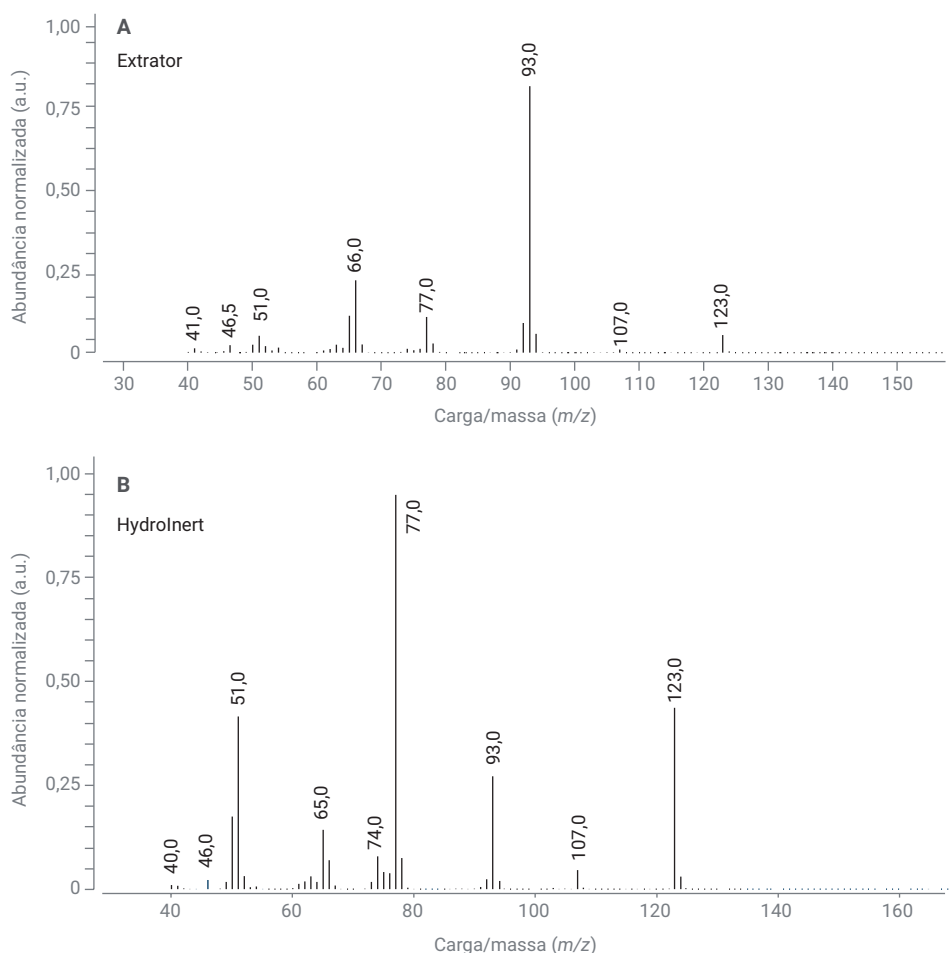 A
Extrator
Abundância normalizada (a.u.)
1,00
0,75
0,50
0,25
0
41,0
46,5
51,0
66,0
77,0
93,0
107,0
123,0
30 40 50 60 70 80 90 100 110 120 130 140 150
Carga/massa (m/z)
B
HydroInert
Abundância normalizada (a.u.)
1,00
0,75
0,50
0,25
0
40,0
46,0
51,0
65,0
74,0
77,0
93,0
107,0
123,0
40 60 80 100 120 140 160
Carga/massa (m/z)